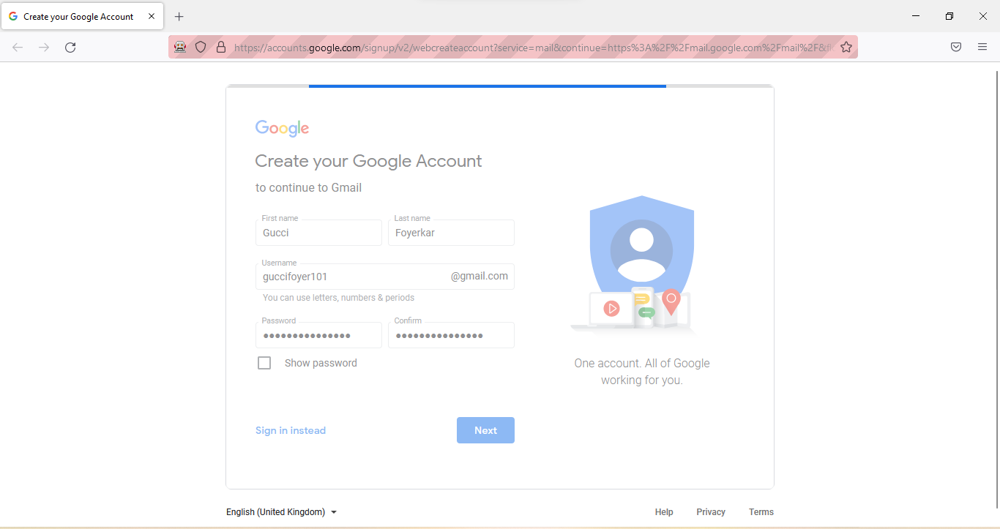 Create your Google Account
https://accounts.google.com/signup/v2/webcreateaccount?service=mail&continue=https%3A%2F%2Fmail.google.com%2Fmail%2F&fl
Google
Create your Google Account
to continue to Gmail
First name
Last name
Gucci
Foyerkar
Username
guccifoyer101
@gmail.com
You can use letters, numbers & periods
Password
Confirm
●●●●●●●●●●●●●●●
●●●●●●●●●●●●●●●
Show password
Sign in instead
Next
One account. All of Google
working for you.
English (United Kingdom)
Help
Privacy
Terms